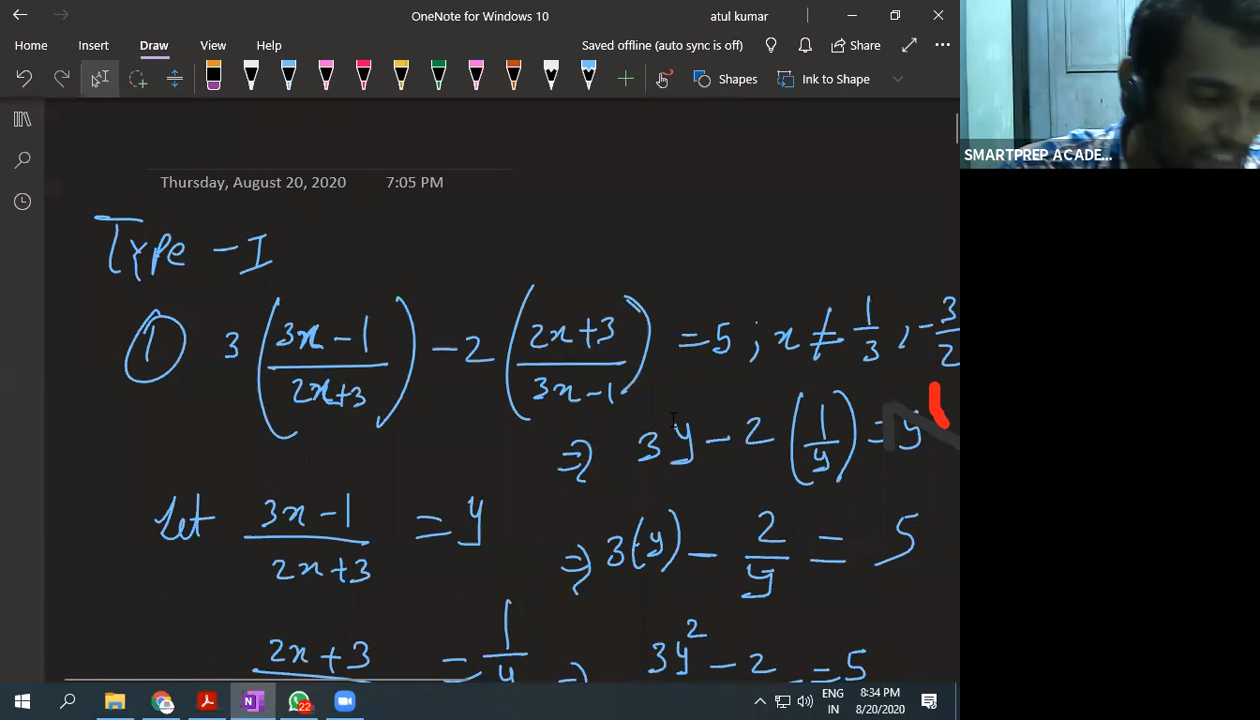 OneNote for Windows 10
atul kumar
Home Insert Draw View Help
Saved offline (auto sync is off)
Share
Shapes
Ink to Shape
SMARTPREP ACADE...
Thursday, August 20, 2020 7:05 PM
Type - I
① 3 ( (3x - 1) / (2x+3) ) - 2 ( (2x+3) / (3x-1) ) = 5 ; x ≠ 1/3 , -3/2
⇒ 3y - 2 (1/y) = 5
Let (3x - 1) / (2x+3) = y
⇒ 3(y) - 2/y = 5
2x + 3 = 1/y
⇒ 3y² - 2 = 5
22
ENG
IN
8:34 PM
8/20/2020